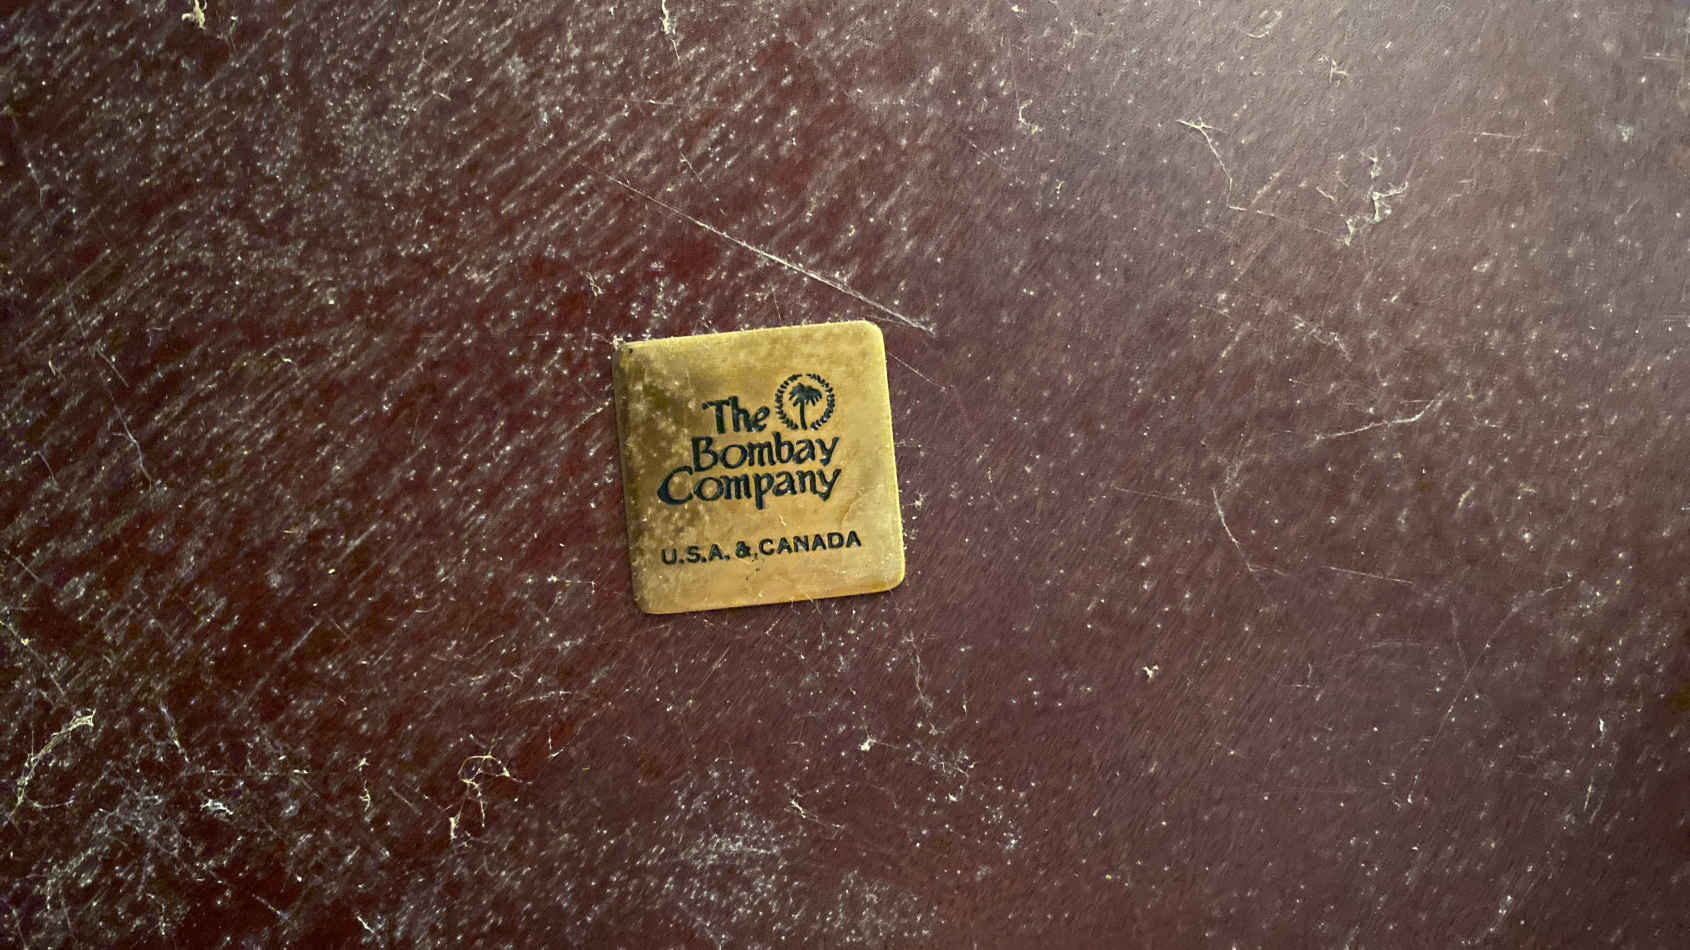 The
Bombay
Company
U.S.A. & CANADA